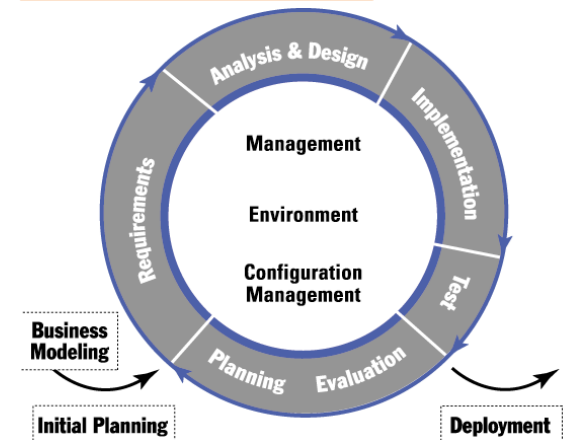 Analysis & Design
Implementation
Requirements
Management
Environment
Configuration
Management
Test
Business
Modeling
Planning
Evaluation
Initial Planning
Deployment